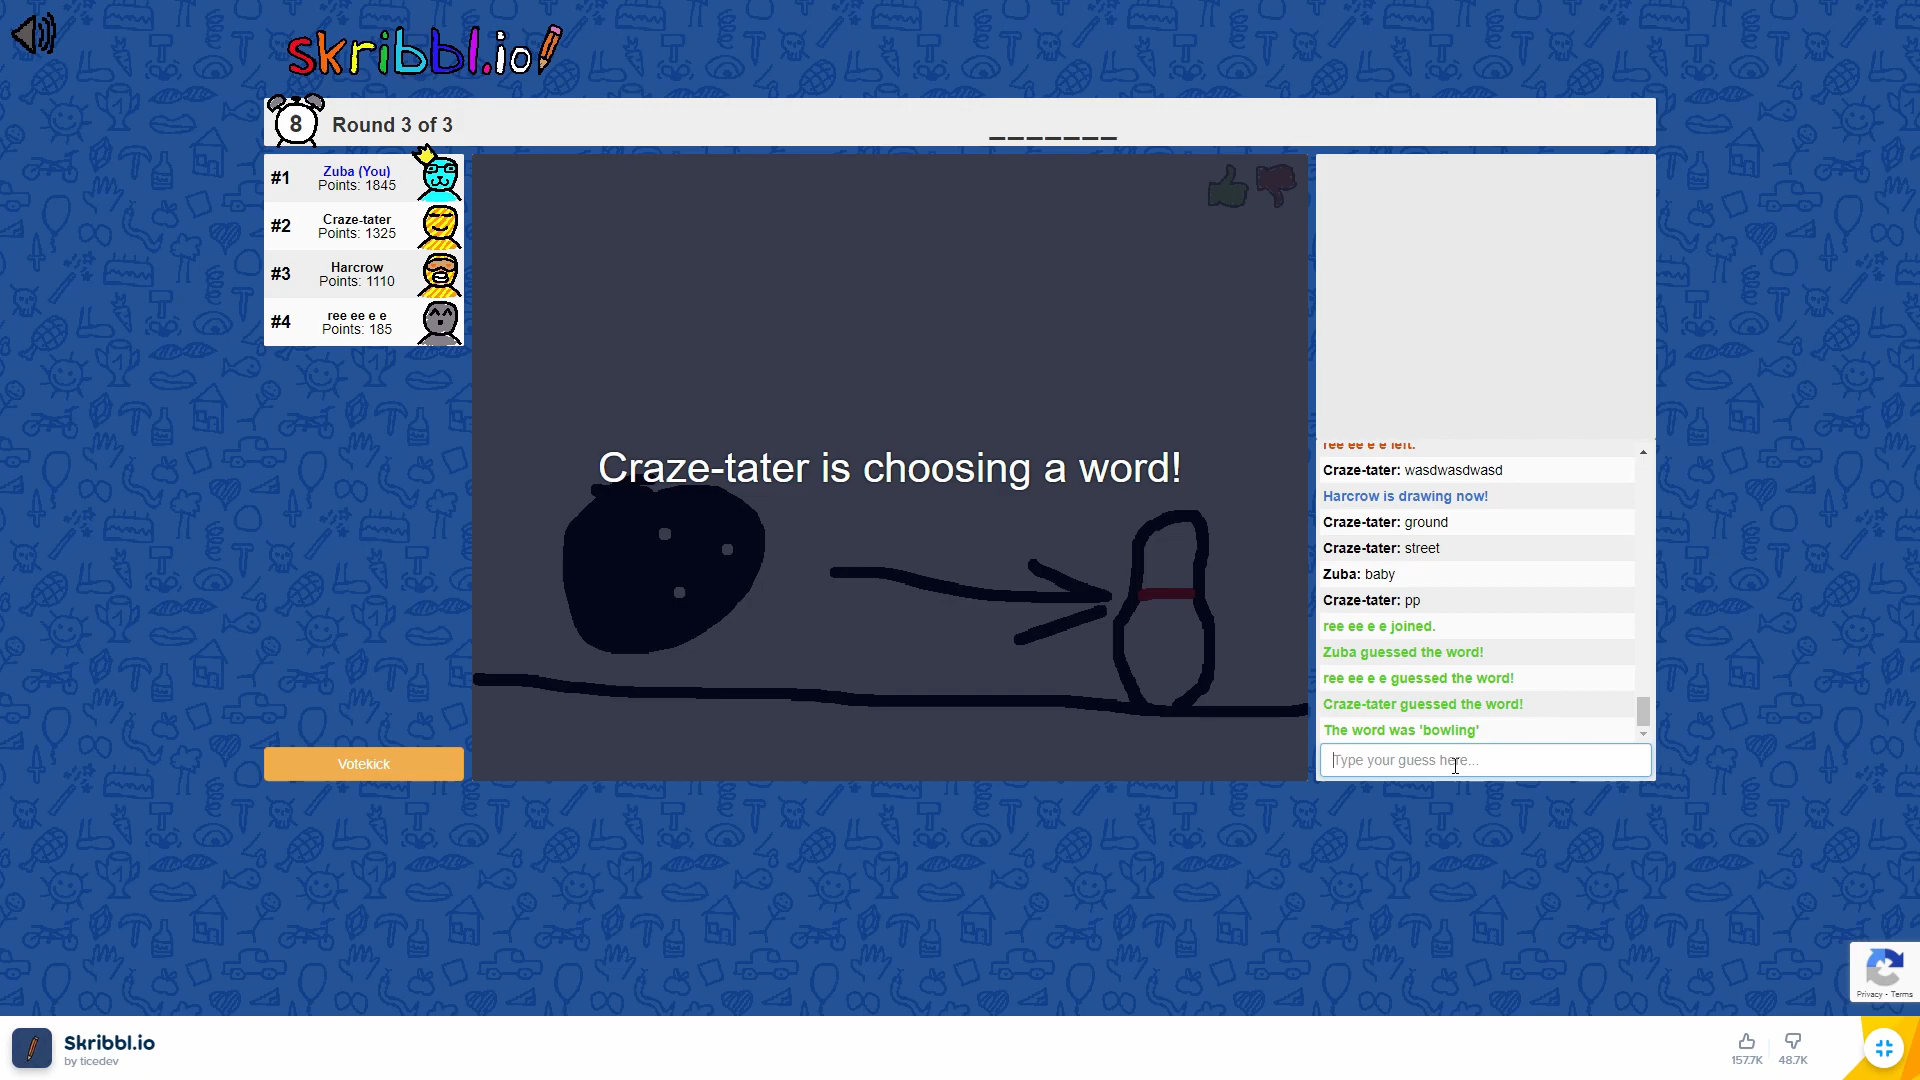 skribbl.io
8
Round 3 of 3
_______
#1
Zuba (You)
Points: 1845
#2
Craze-tater
Points: 1325
#3
Harcrow
Points: 1110
#4
ree ee e e
Points: 185
Votekick
Craze-tater is choosing a word!
ree ee e e left.
Craze-tater: wasdwasdwasd
Harcrow is drawing now!
Craze-tater: ground
Craze-tater: street
Zuba: baby
Craze-tater: pp
ree ee e e joined.
Zuba guessed the word!
ree ee e e guessed the word!
Craze-tater guessed the word!
The word was 'bowling'
Type your guess here...
Privacy - Terms
Skribbl.io
by ticedev
157.7K
48.7K